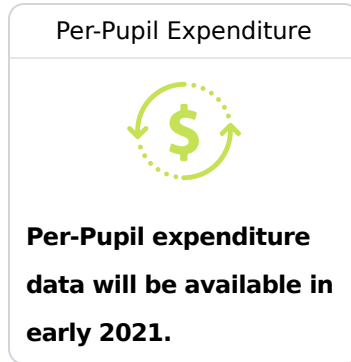 Per-Pupil Expenditure
$
Per-Pupil expenditure
data will be available in
early 2021.